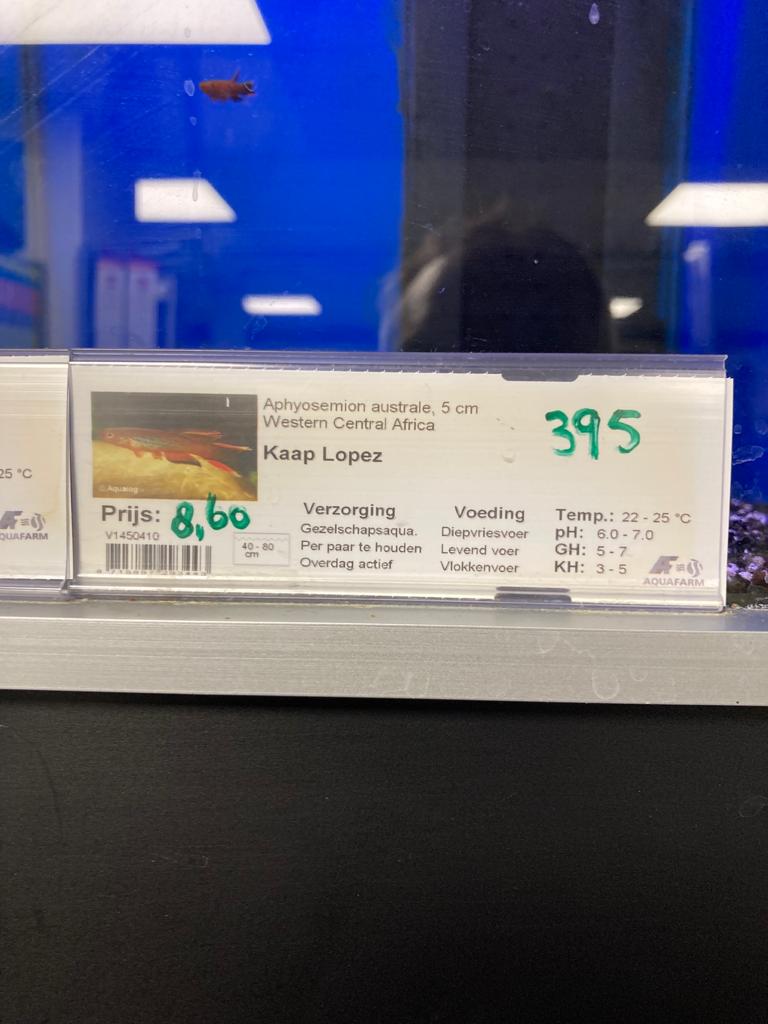 25 °C
QUAFARM
Aphyosemion australe, 5 cm
Western Central Africa
Kaap Lopez
395
© Aqualog
Prijs: 8,60
V1450410
40 - 80
cm
Verzorging
Gezelschapsaqua.
Per paar te houden
Overdag actief
Voeding
Diepvriesvoer
Levend voer
Vlokkenvoer
Temp.: 22 - 25 °C
pH: 6.0 - 7.0
GH: 5 - 7
KH: 3 - 5
AQUAFARM